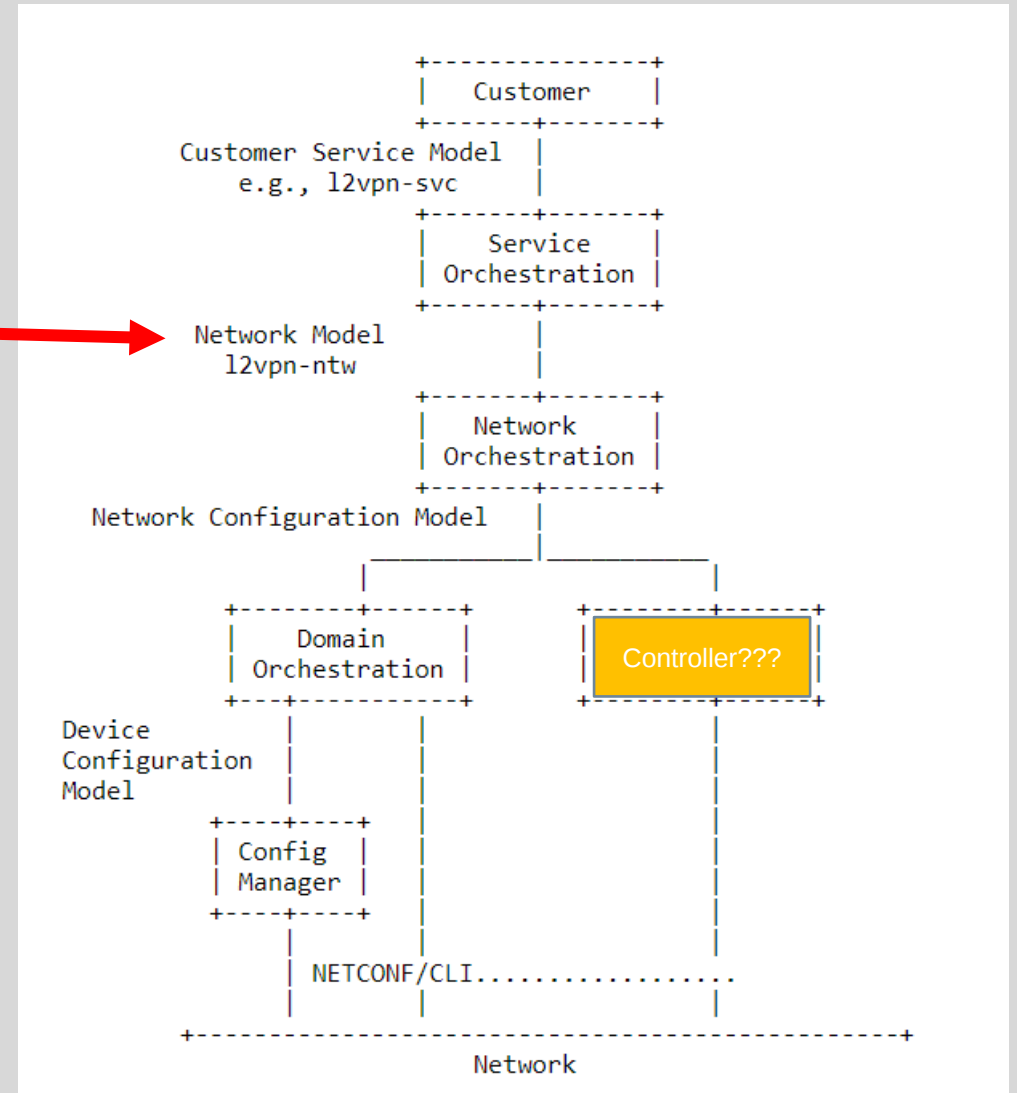 Customer
Customer Service Model
e.g., l2vpn-svc
Service
Orchestration
Network Model
l2vpn-ntw
Network
Orchestration
Network Configuration Model
Domain
Orchestration
Controller???
Device
Configuration
Model
Config
Manager
NETCONF/CLI..................
Network